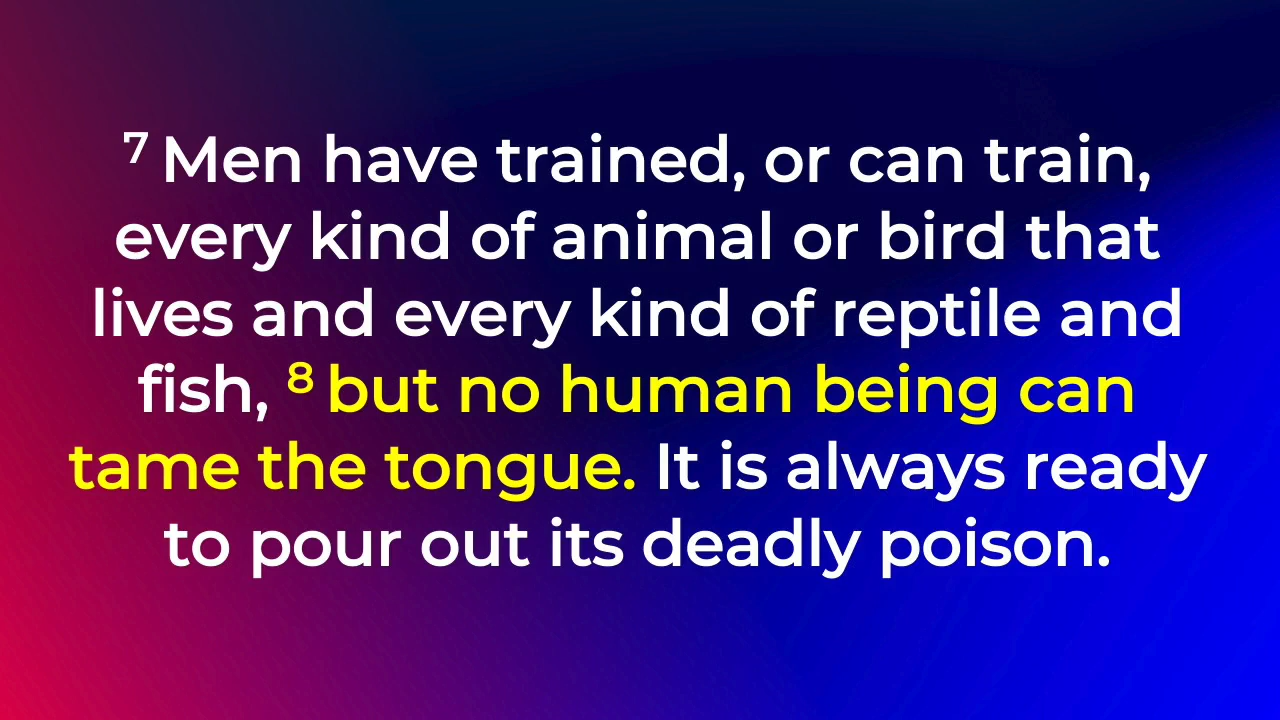 7 Men have trained, or can train,
every kind of animal or bird that
lives and every kind of reptile and
fish, 8 but no human being can
tame the tongue. It is always ready
to pour out its deadly poison.